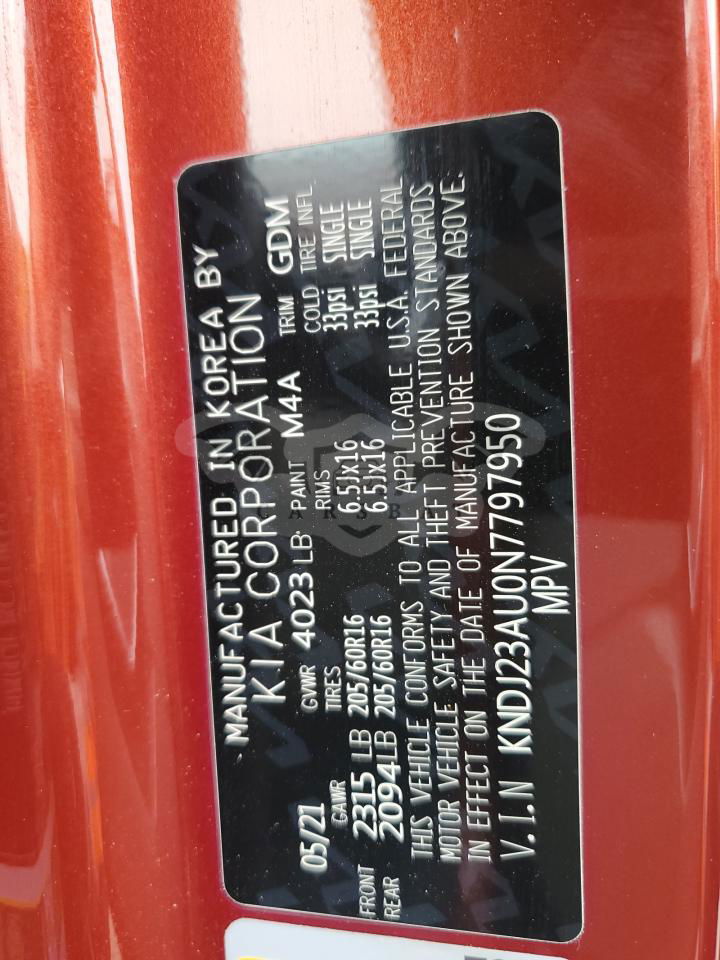 MANUFACTURED IN KOREA BY
KIA CORPORATION
05/21 GVWR 4023 LB PAINT M4A TRIM GDM
GAWR TIRES RIMS COLD TIRE INFL
FRONT 2315 LB 205/60R16 6.5Jx16 33psi SINGLE
REAR 2094LB 205/60R16 6.5Jx16 33psi SINGLE
THIS VEHICLE CONFORMS TO ALL APPLICABLE U.S.A. FEDERAL
MOTOR VEHICLE SAFETY AND THEFT PREVENTION STANDARDS
IN EFFECT ON THE DATE OF MANUFACTURE SHOWN ABOVE.
V.I.N KNDJ23AU0N7797950
MPV